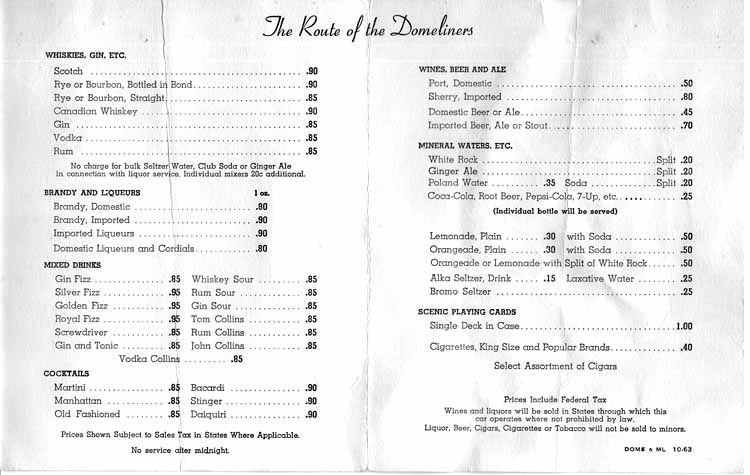 The Route of the Domeliners
WHISKIES, GIN, ETC.
Scotch .90
Rye or Bourbon, Bottled in Bond .90
Rye or Bourbon, Straight .85
Canadian Whiskey .90
Gin .85
Vodka .85
Rum .85
No charge for bulk Seltzer Water, Club Soda or Ginger Ale
in connection with liquor service. Individual mixers 20c additional.
BRANDY AND LIQUEURS 1 oz.
Brandy, Domestic .80
Brandy, Imported .90
Imported Liqueurs .90
Domestic Liqueurs and Cordials .80
MIXED DRINKS
Gin Fizz .85 Whiskey Sour .85
Silver Fizz .95 Rum Sour .85
Golden Fizz .95 Gin Sour .85
Royal Fizz .95 Tom Collins .85
Screwdriver .85 Rum Collins .85
Gin and Tonic .85 John Collins .85
Vodka Collins .85
COCKTAILS
Martini .85 Bacardi .90
Manhattan .85 Stinger .90
Old Fashioned .85 Daiquiri .90
Prices Shown Subject to Sales Tax in States Where Applicable.
No service after midnight.
WINES, BEER AND ALE
Port, Domestic .50
Sherry, Imported .80
Domestic Beer or Ale .45
Imported Beer, Ale or Stout .70
MINERAL WATERS, ETC.
White Rock Split .20
Ginger Ale Split .20
Poland Water .35 Soda Split .20
Coca-Cola, Root Beer, Pepsi-Cola, 7-Up, etc. .25
(Individual bottle will be served)
Lemonade, Plain .30 with Soda .50
Orangeade, Plain .30 with Soda .50
Orangeade or Lemonade with Split of White Rock .50
Alka Seltzer, Drink .15 Laxative Water .25
Bromo Seltzer .25
SCENIC PLAYING CARDS
Single Deck in Case 1.00
Cigarettes, King Size and Popular Brands .40
Select Assortment of Cigars
Prices Include Federal Tax
Wines and liquors will be sold in States through which this
car operates where not prohibited by law.
Liquor, Beer, Cigars, Cigarettes or Tobacco will not be sold to minors.
DOME n ML 10-63